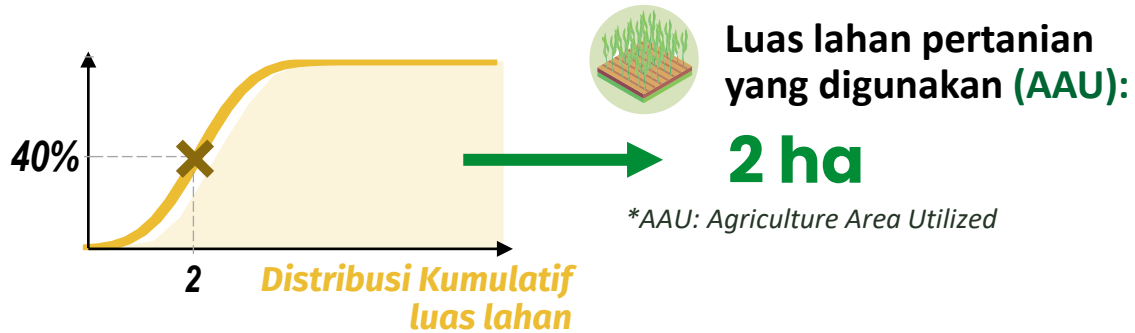 40%
2
Distribusi Kumulatif
luas lahan
Luas lahan pertanian
yang digunakan (AAU):
2 ha
*AAU: Agriculture Area Utilized